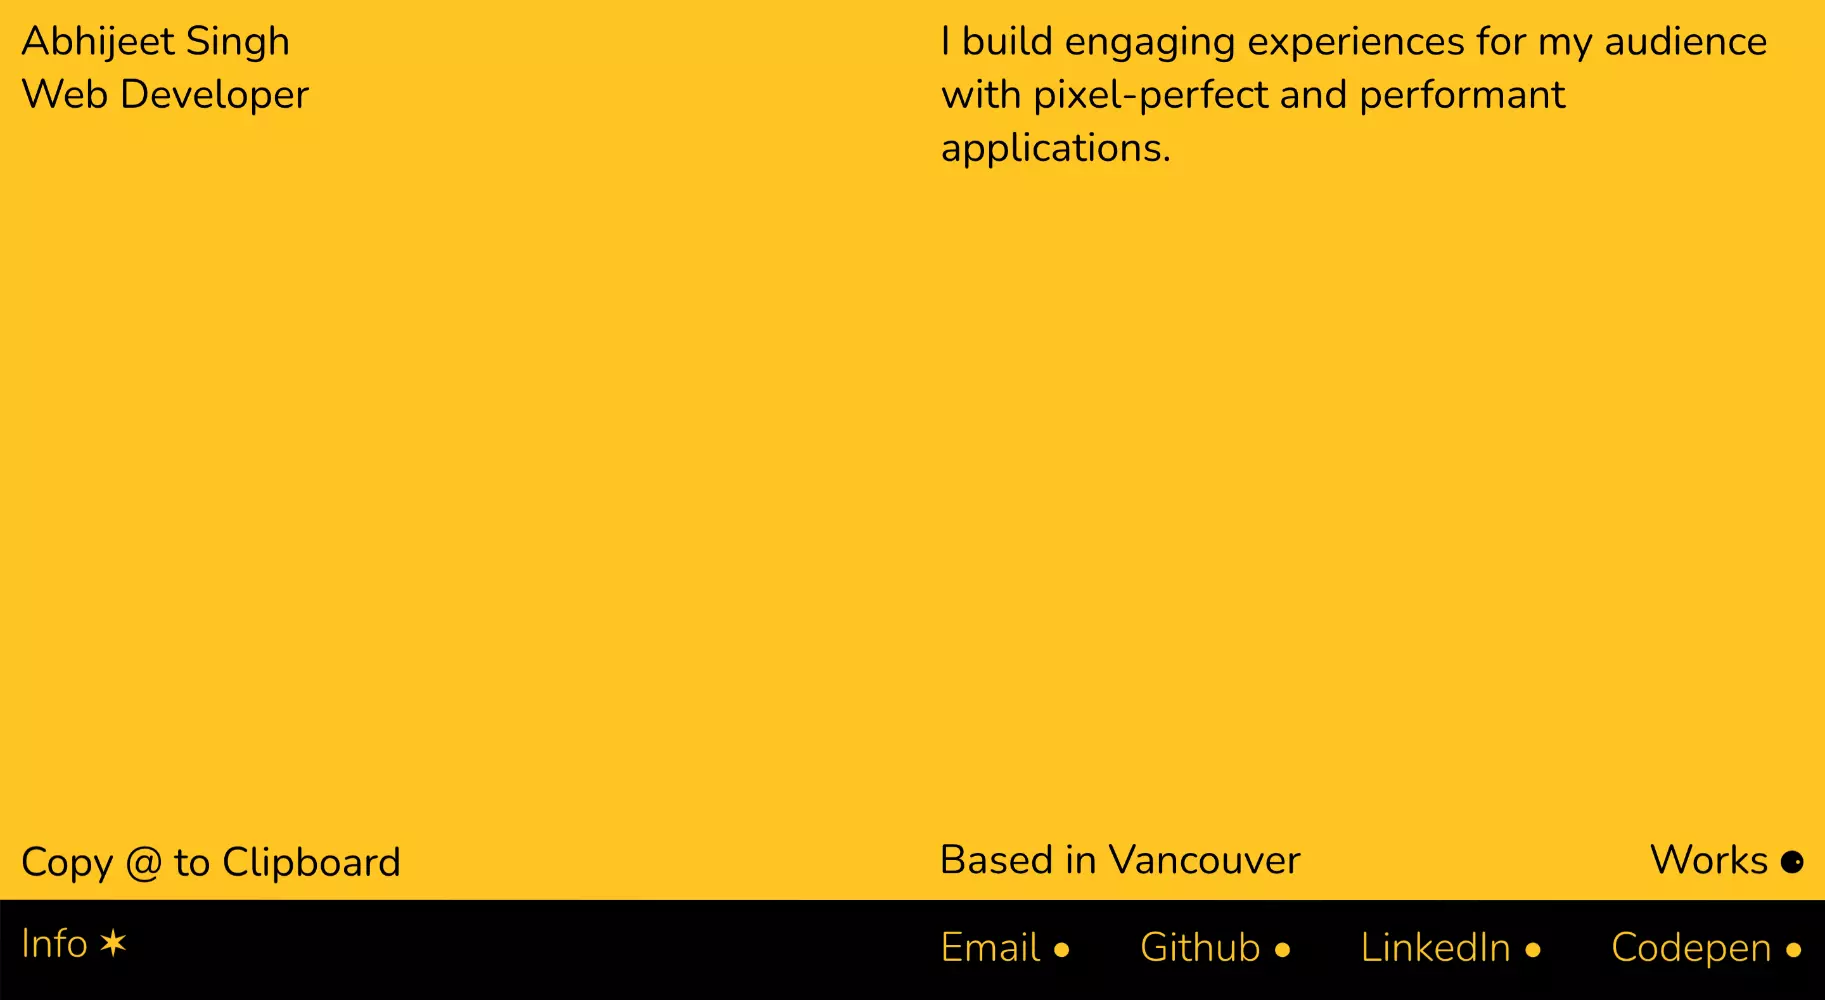 Abhijeet Singh
Web Developer
I build engaging experiences for my audience
with pixel-perfect and performant
applications.
Copy @ to Clipboard
Based in Vancouver
Works
Info ✶
Email •
Github •
LinkedIn •
Codepen •